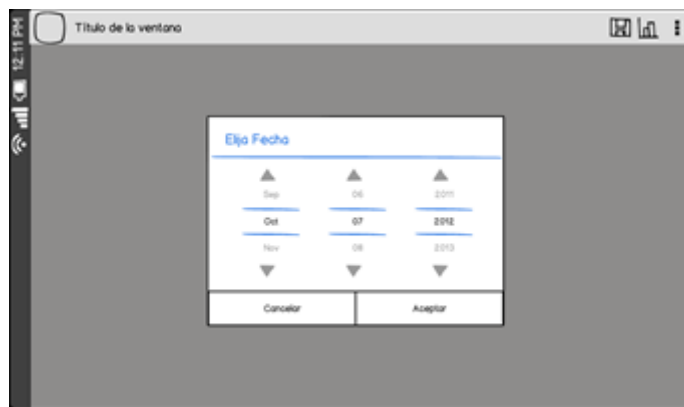 12:11 PM
Título de la ventana
Elija Fecha
Sep 06 2011
Oct 07 2012
Nov 08 2013
Cancelar Aceptar